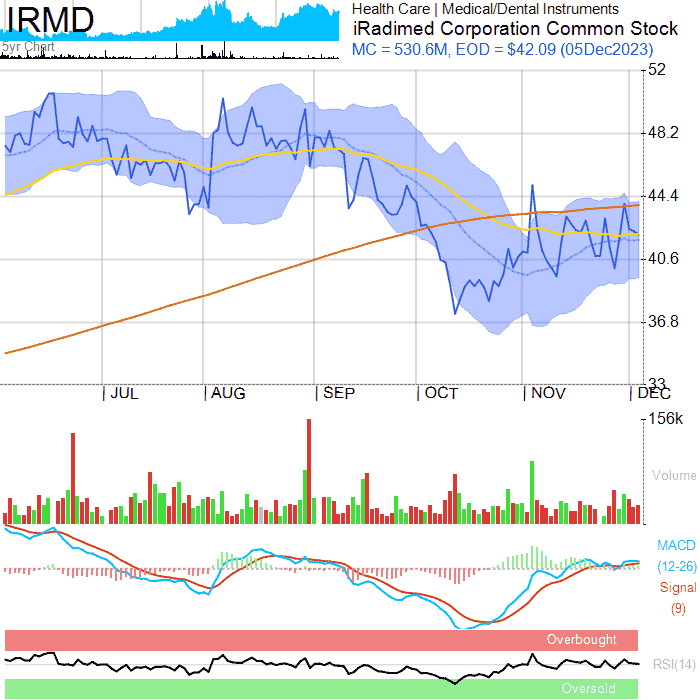 IRMD
5yr Chart
Health Care | Medical/Dental Instruments
iRadimed Corporation Common Stock
MC = 530.6M, EOD = $42.09 (05Dec2023)
52
48.2
44.4
40.6
36.8
33
JUL
AUG
SEP
OCT
NOV
DEC
156k
Volume
MACD
(12-26)
Signal
(9)
Overbought
RSI(14)
Oversold